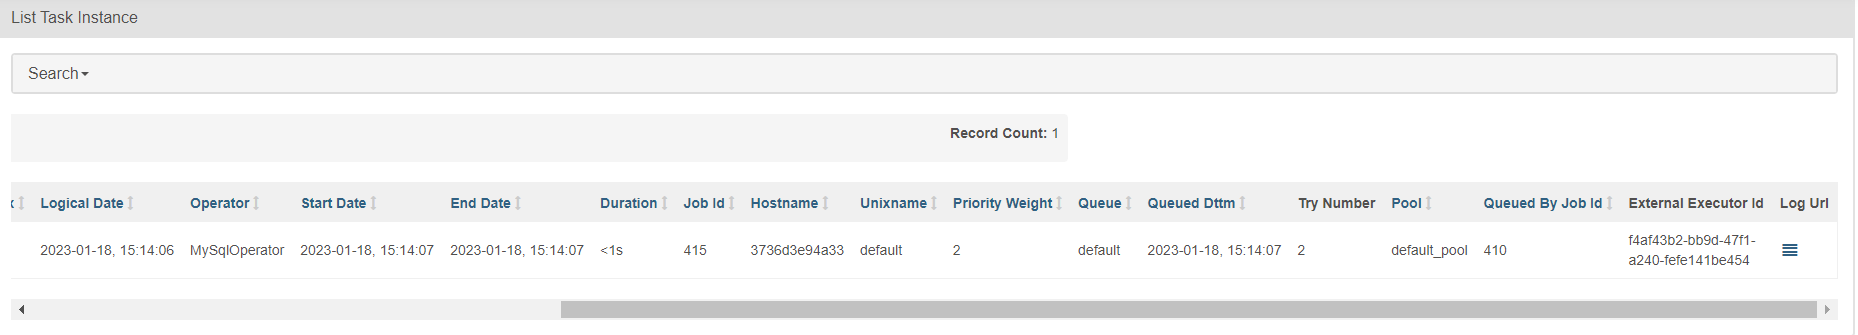 List Task Instance
Search
Record Count: 1
x Logical Date Operator Start Date End Date Duration Job Id Hostname Unixname Priority Weight Queue Queued Dttm Try Number Pool Queued By Job Id External Executor Id Log Url
2023-01-18, 15:14:06 MySqlOperator 2023-01-18, 15:14:07 2023-01-18, 15:14:07 <1s 415 3736d3e94a33 default 2 default 2023-01-18, 15:14:07 2 default_pool 410 f4af43b2-bb9d-47f1-
a240-fefe141be454